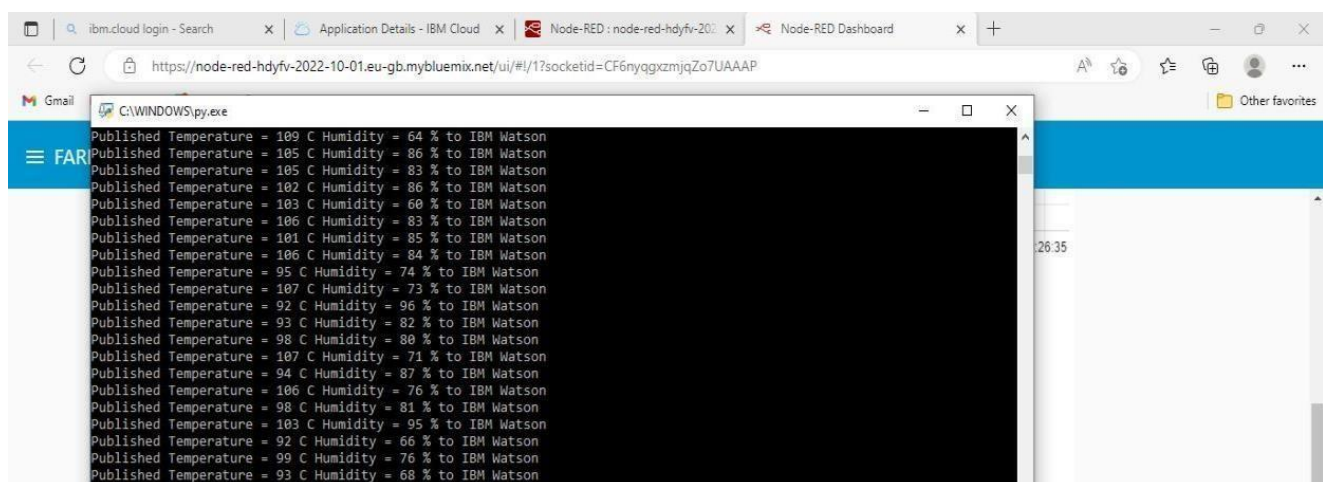 ibm.cloud login - Search
Application Details - IBM Cloud
Node-RED : node-red-hdyfv-202
Node-RED Dashboard
https://node-red-hdyfv-2022-10-01.eu-gb.mybluemix.net/ui/#!/1?socketid=CF6nyqgxzmjqZo7UAAAP
Gmail
Other favorites
C:\WINDOWS\py.exe
FAR
Published Temperature = 109 C Humidity = 64 % to IBM Watson
Published Temperature = 105 C Humidity = 86 % to IBM Watson
Published Temperature = 105 C Humidity = 83 % to IBM Watson
Published Temperature = 102 C Humidity = 86 % to IBM Watson
Published Temperature = 103 C Humidity = 60 % to IBM Watson
Published Temperature = 106 C Humidity = 83 % to IBM Watson
Published Temperature = 101 C Humidity = 85 % to IBM Watson
Published Temperature = 106 C Humidity = 84 % to IBM Watson
:26:35
Published Temperature = 95 C Humidity = 74 % to IBM Watson
Published Temperature = 107 C Humidity = 73 % to IBM Watson
Published Temperature = 92 C Humidity = 96 % to IBM Watson
Published Temperature = 93 C Humidity = 82 % to IBM Watson
Published Temperature = 98 C Humidity = 80 % to IBM Watson
Published Temperature = 107 C Humidity = 71 % to IBM Watson
Published Temperature = 94 C Humidity = 87 % to IBM Watson
Published Temperature = 106 C Humidity = 76 % to IBM Watson
Published Temperature = 98 C Humidity = 81 % to IBM Watson
Published Temperature = 103 C Humidity = 95 % to IBM Watson
Published Temperature = 92 C Humidity = 66 % to IBM Watson
Published Temperature = 99 C Humidity = 76 % to IBM Watson
Published Temperature = 93 C Humidity = 68 % to IBM Watson